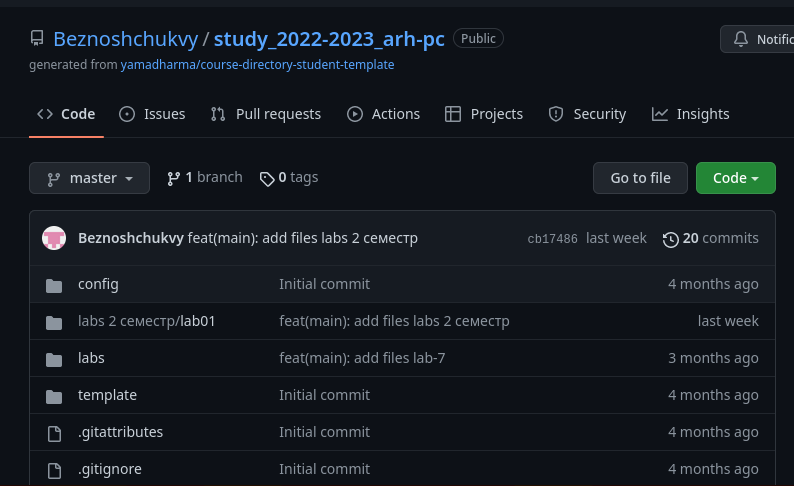 Beznoshchukvy / study_2022-2023_arh-pc Public
Notific
generated from yamadharma/course-directory-student-template
Code Issues Pull requests Actions Projects Security Insights
master 1 branch 0 tags Go to file Code
Beznoshchukvy feat(main): add files labs 2 семестр cb17486 last week 20 commits
config Initial commit 4 months ago
labs 2 семестр/lab01 feat(main): add files labs 2 семестр last week
labs feat(main): add files lab-7 3 months ago
template Initial commit 4 months ago
.gitattributes Initial commit 4 months ago
.gitignore Initial commit 4 months ago